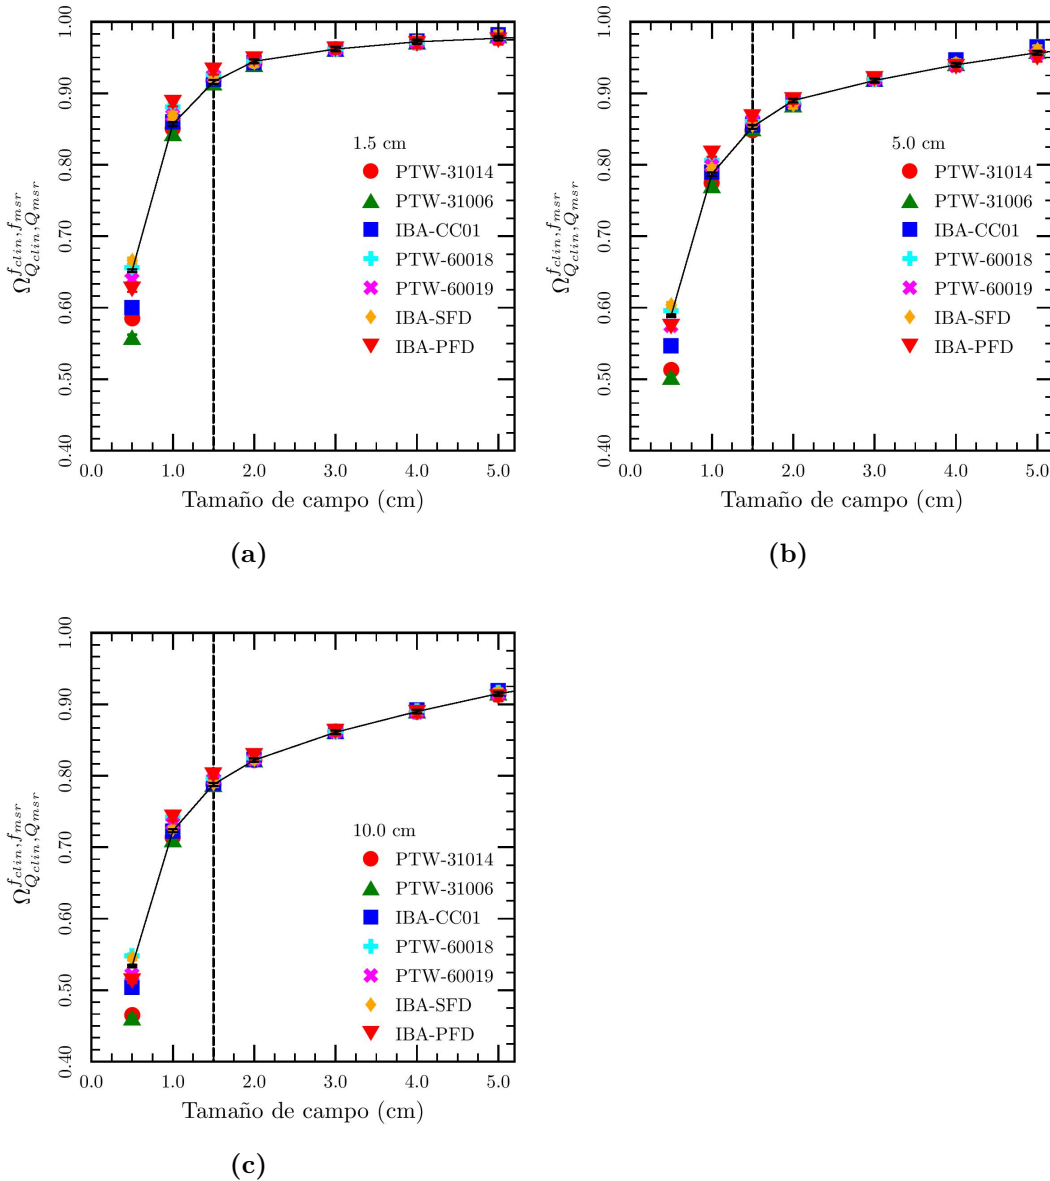 1.00
0.90
0.80
0.70
0.60
0.50
0.40
0.0 1.0 2.0 3.0 4.0 5.0
Tamaño de campo (cm)
Ω^{f_{clin}, f_{msr}}_{Q_{clin}, Q_{msr}}
1.5 cm
PTW-31014
PTW-31006
IBA-CC01
PTW-60018
PTW-60019
IBA-SFD
IBA-PFD
(a)
1.00
0.90
0.80
0.70
0.60
0.50
0.40
0.0 1.0 2.0 3.0 4.0 5.0
Tamaño de campo (cm)
Ω^{f_{clin}, f_{msr}}_{Q_{clin}, Q_{msr}}
5.0 cm
PTW-31014
PTW-31006
IBA-CC01
PTW-60018
PTW-60019
IBA-SFD
IBA-PFD
(b)
1.00
0.90
0.80
0.70
0.60
0.50
0.40
0.0 1.0 2.0 3.0 4.0 5.0
Tamaño de campo (cm)
Ω^{f_{clin}, f_{msr}}_{Q_{clin}, Q_{msr}}
10.0 cm
PTW-31014
PTW-31006
IBA-CC01
PTW-60018
PTW-60019
IBA-SFD
IBA-PFD
(c)